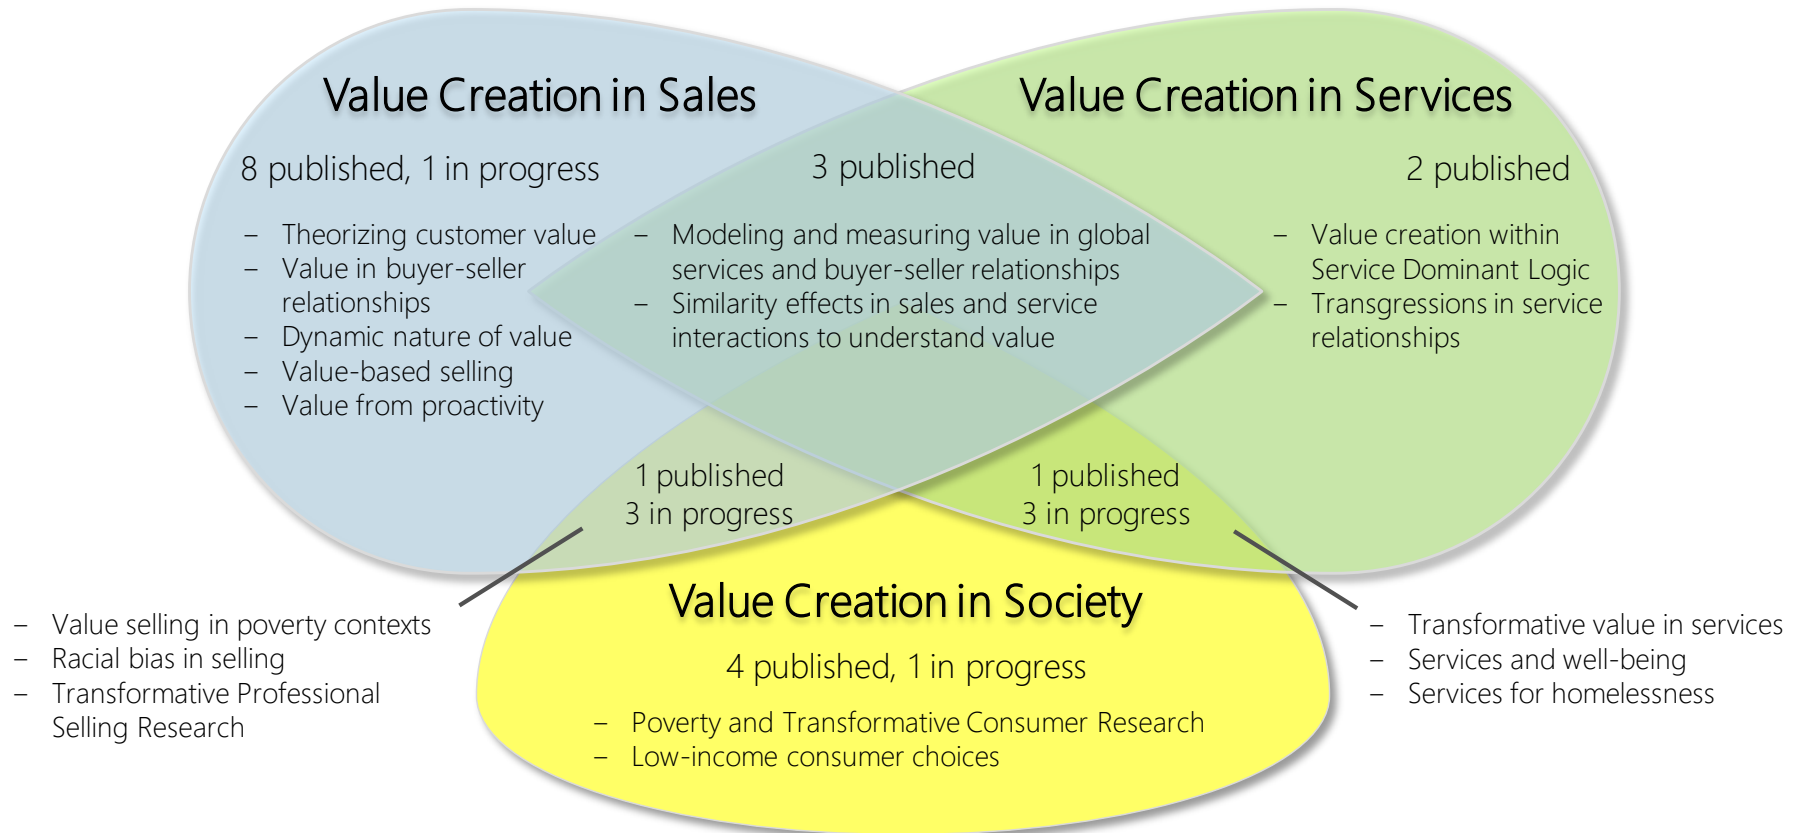 Value Creation in Sales
8 published, 1 in progress
– Theorizing customer value
– Value in buyer-seller
relationships
– Dynamic nature of value
– Value-based selling
– Value from proactivity
3 published
– Modeling and measuring value in global
services and buyer-seller relationships
– Similarity effects in sales and service
interactions to understand value
Value Creation in Services
2 published
– Value creation within
Service Dominant Logic
– Transgressions in service
relationships
1 published
3 in progress
– Value selling in poverty contexts
– Racial bias in selling
– Transformative Professional
Selling Research
1 published
3 in progress
– Transformative value in services
– Services and well-being
– Services for homelessness
Value Creation in Society
4 published, 1 in progress
– Poverty and Transformative Consumer Research
– Low-income consumer choices